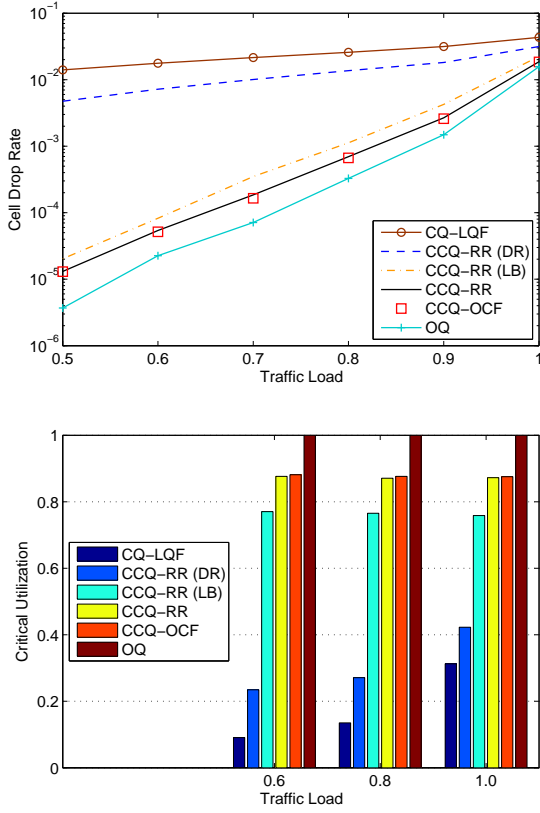 10^-1
10^-2
10^-3
10^-4
10^-5
10^-6
Cell Drop Rate
CQ−LQF
CCQ−RR (DR)
CCQ−RR (LB)
CCQ−RR
CCQ−OCF
OQ
0.5 0.6 0.7 0.8 0.9 1
Traffic Load
1
0.8
0.6
0.4
0.2
0
Critical Utilization
CQ−LQF
CCQ−RR (DR)
CCQ−RR (LB)
CCQ−RR
CCQ−OCF
OQ
0.6 0.8 1.0
Traffic Load